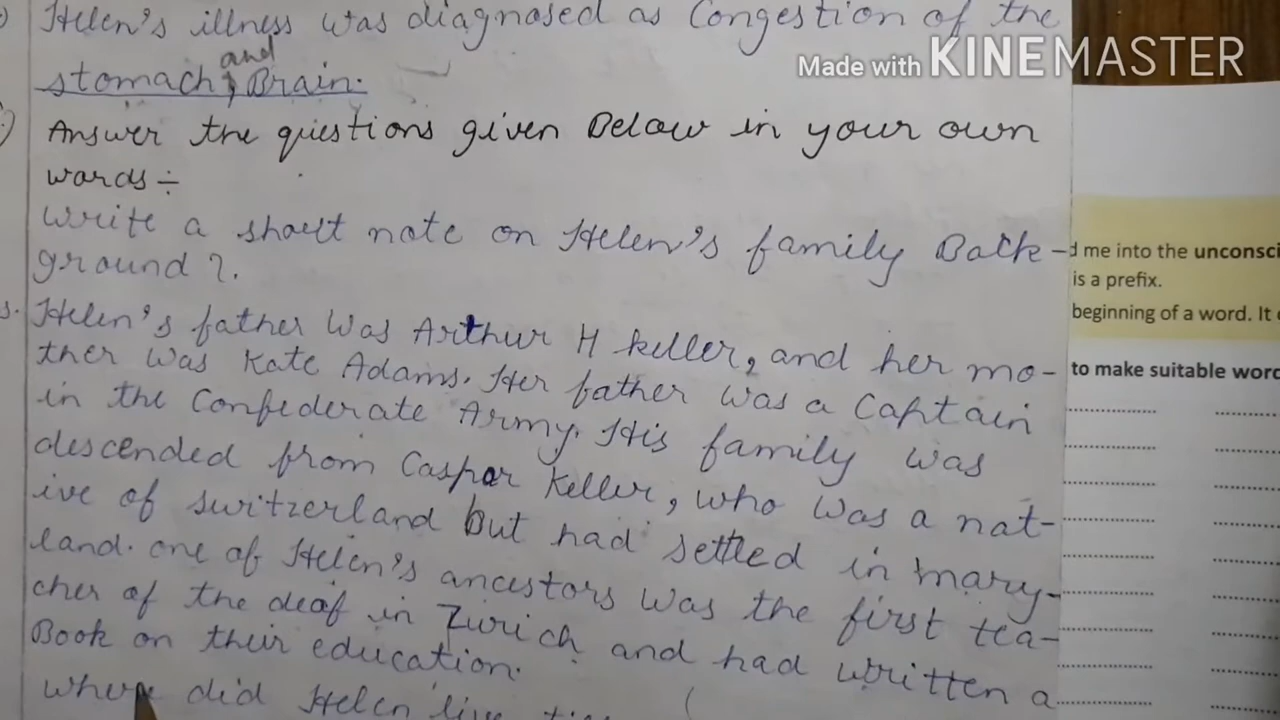 Helen's illness was diagnosed as Congestion of the
and
stomach, Brain.
Made with KINEMASTER
Answer the questions given Below in your own
words÷
Write a short note on Helen's family Back-
ground ?.
s. Helen's father Was Arthur H keller, and her mo-
ther was Kate Adams. Her father was a Captain
in the Confederate Army. His family was
descended from Caspar Keller, who was a nat-
ive of switzerland but had settled in mary-
land. one of Helen's ancestors was the first tea-
cher of the deaf in Zurich and had written a
Book on their education.
where did Helen live
d me into the unconsci
is a prefix.
beginning of a word. It
to make suitable word